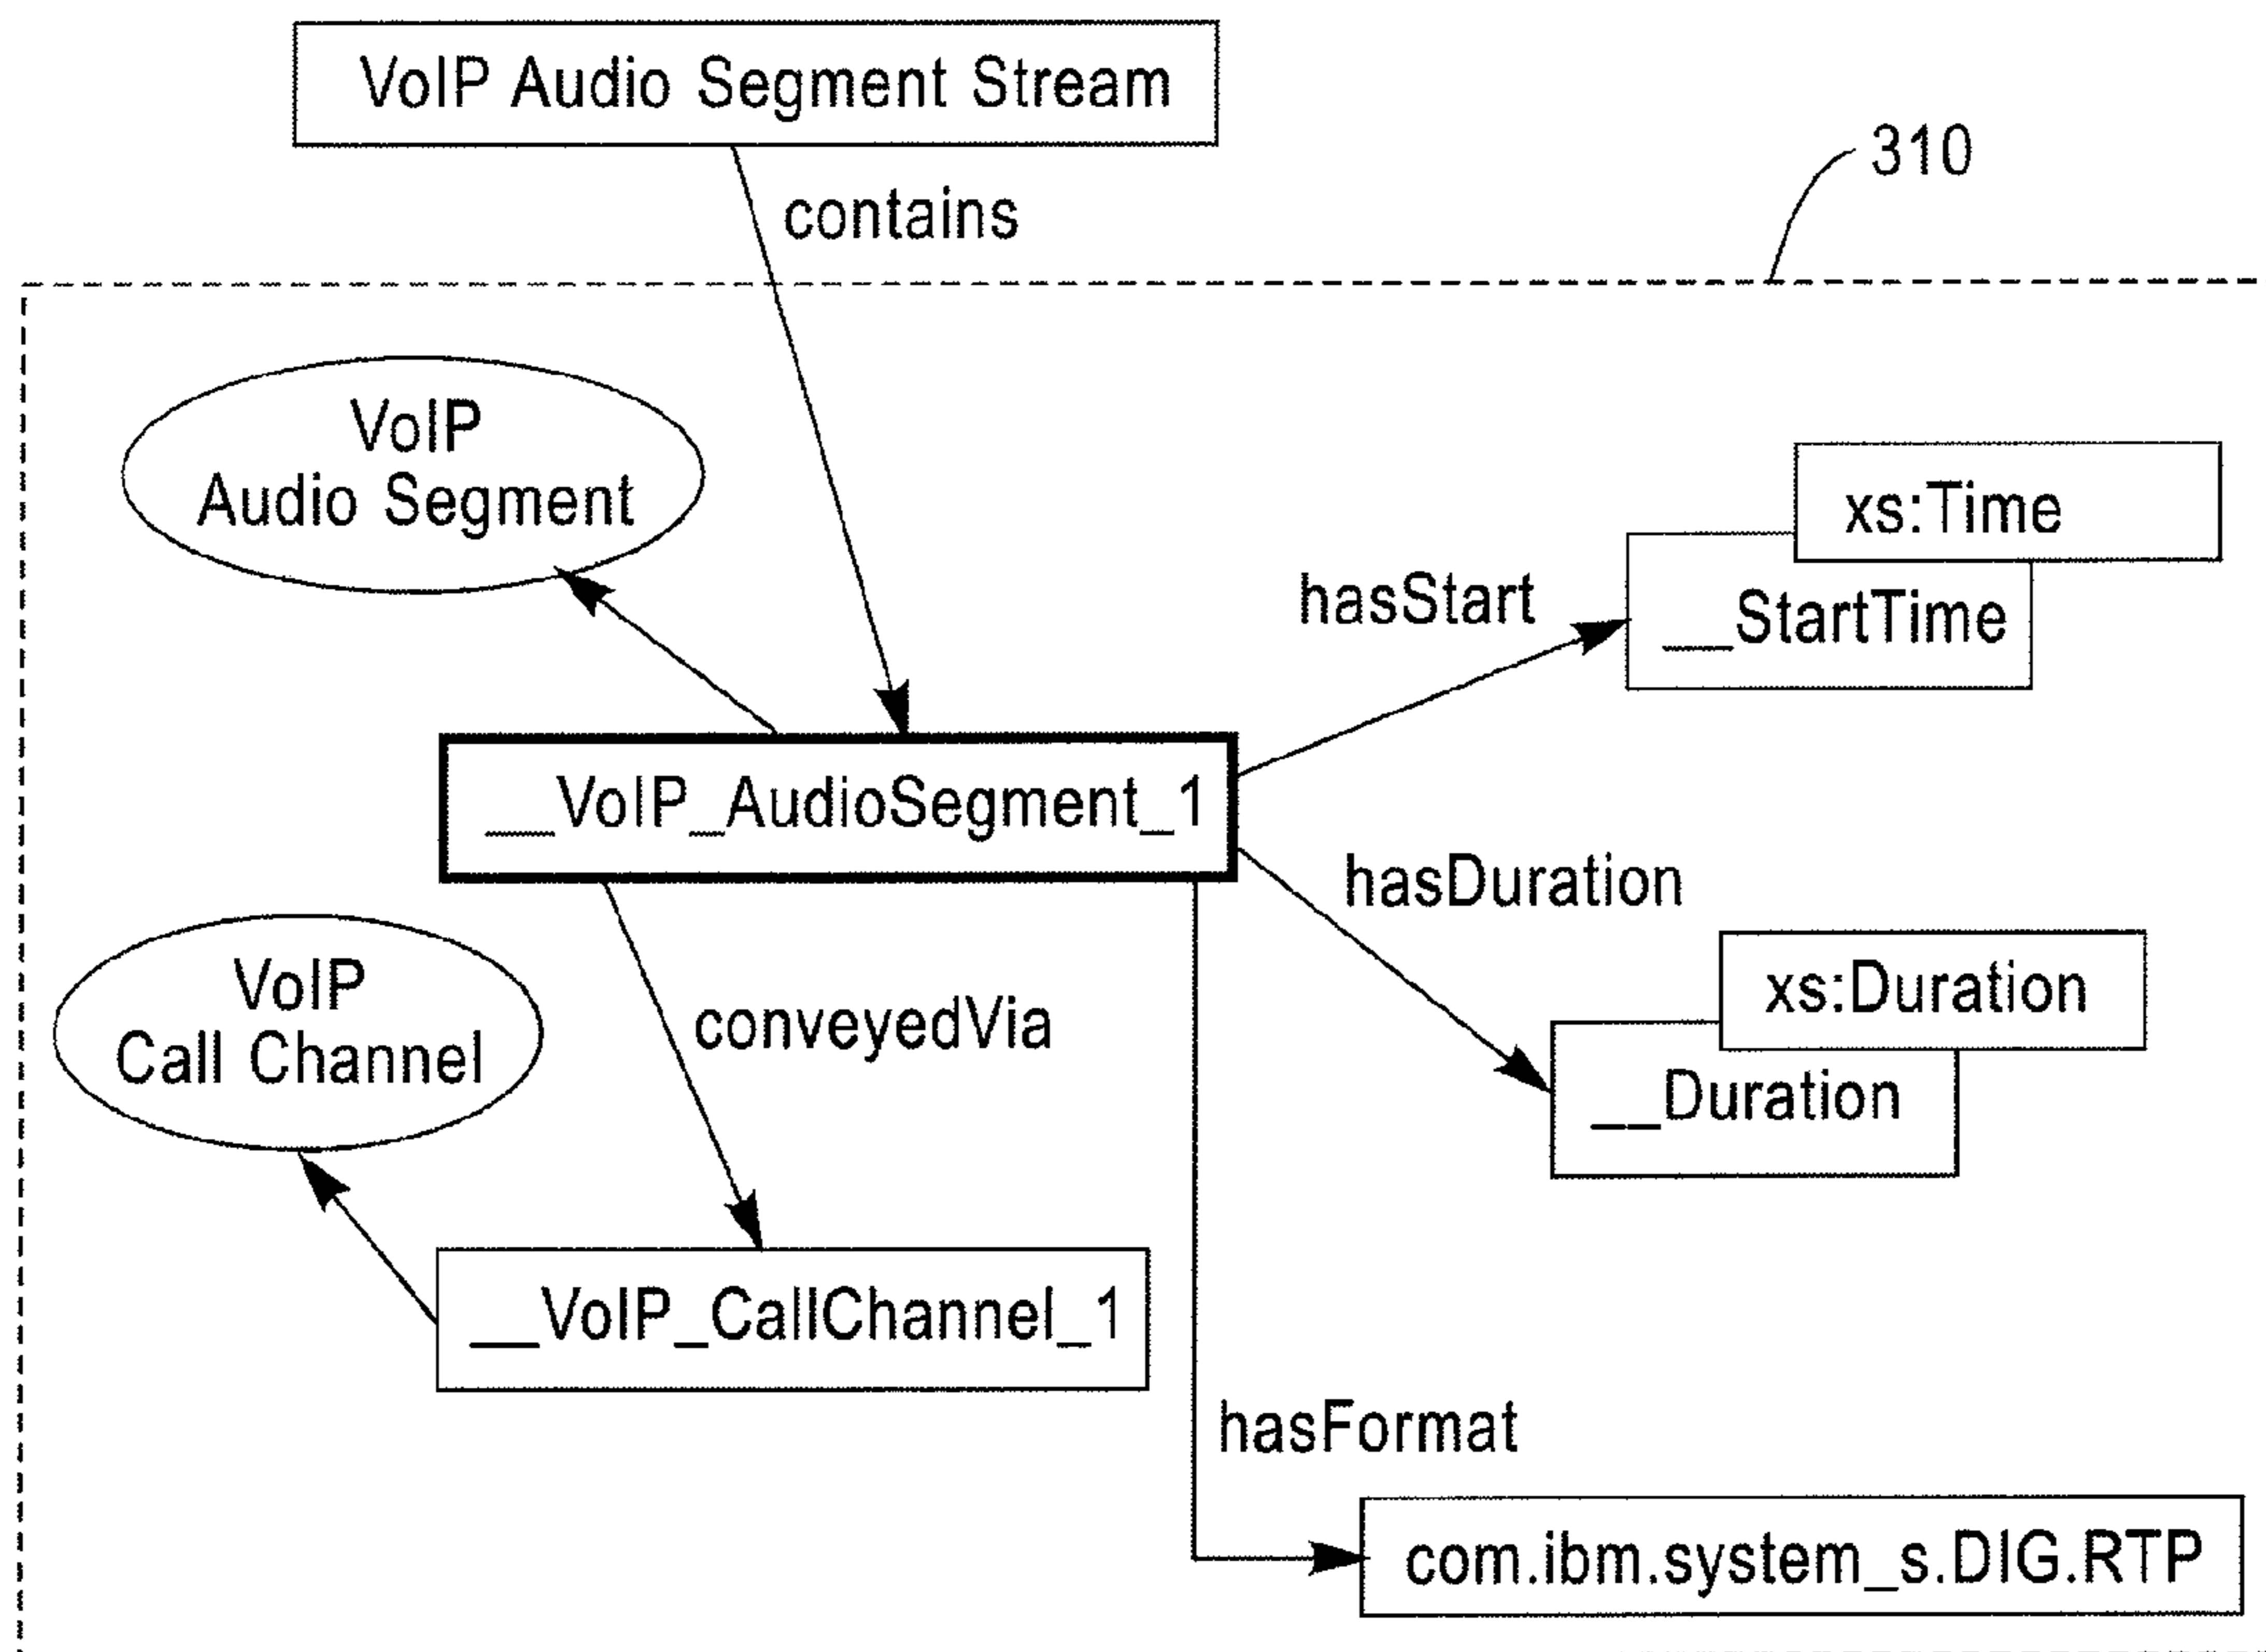 VoIP Audio Segment Stream
310
contains
VoIP
Audio Segment
xs:Time
hasStart
__StartTime
__VoIP_AudioSegment_1
hasDuration
VoIP
Call Channel
xs:Duration
conveyedVia
__Duration
__VoIP_CallChannel_1
hasFormat
com.ibm.system_s.DIG.RTP